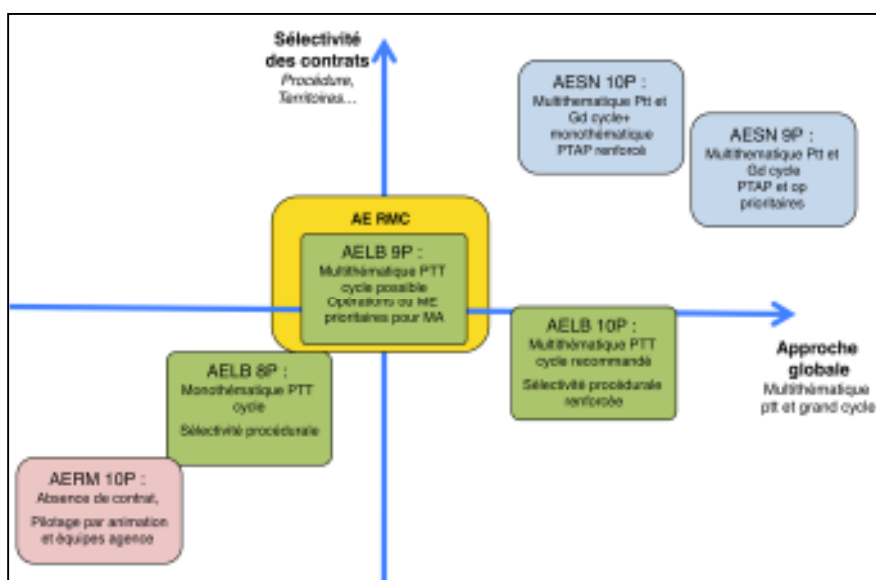 Sélectivité
des contrats
Procédure,
Territoires...
AESN 10P :
Multithematique Ptt et
Gd cycle+
monothématique
PTAP renforcé
AESN 9P :
Multithematique Ptt et
Gd cycle
PTAP et op
prioritaires
AE RMC
AELB 9P :
Multithématique PTT
cycle possible
Opérations ou ME
prioritaires pour MA
AELB 10P :
Multithématique PTT
cycle recommandé
Sélectivité procédurale
renforcée
Approche
globale
Multithématique
ptt et grand cycle
AELB 8P :
Monothématique PTT
cycle
Sélectivité procédurale
AERM 10P :
Absence de contrat,
Pilotage par animation
et équipes agence